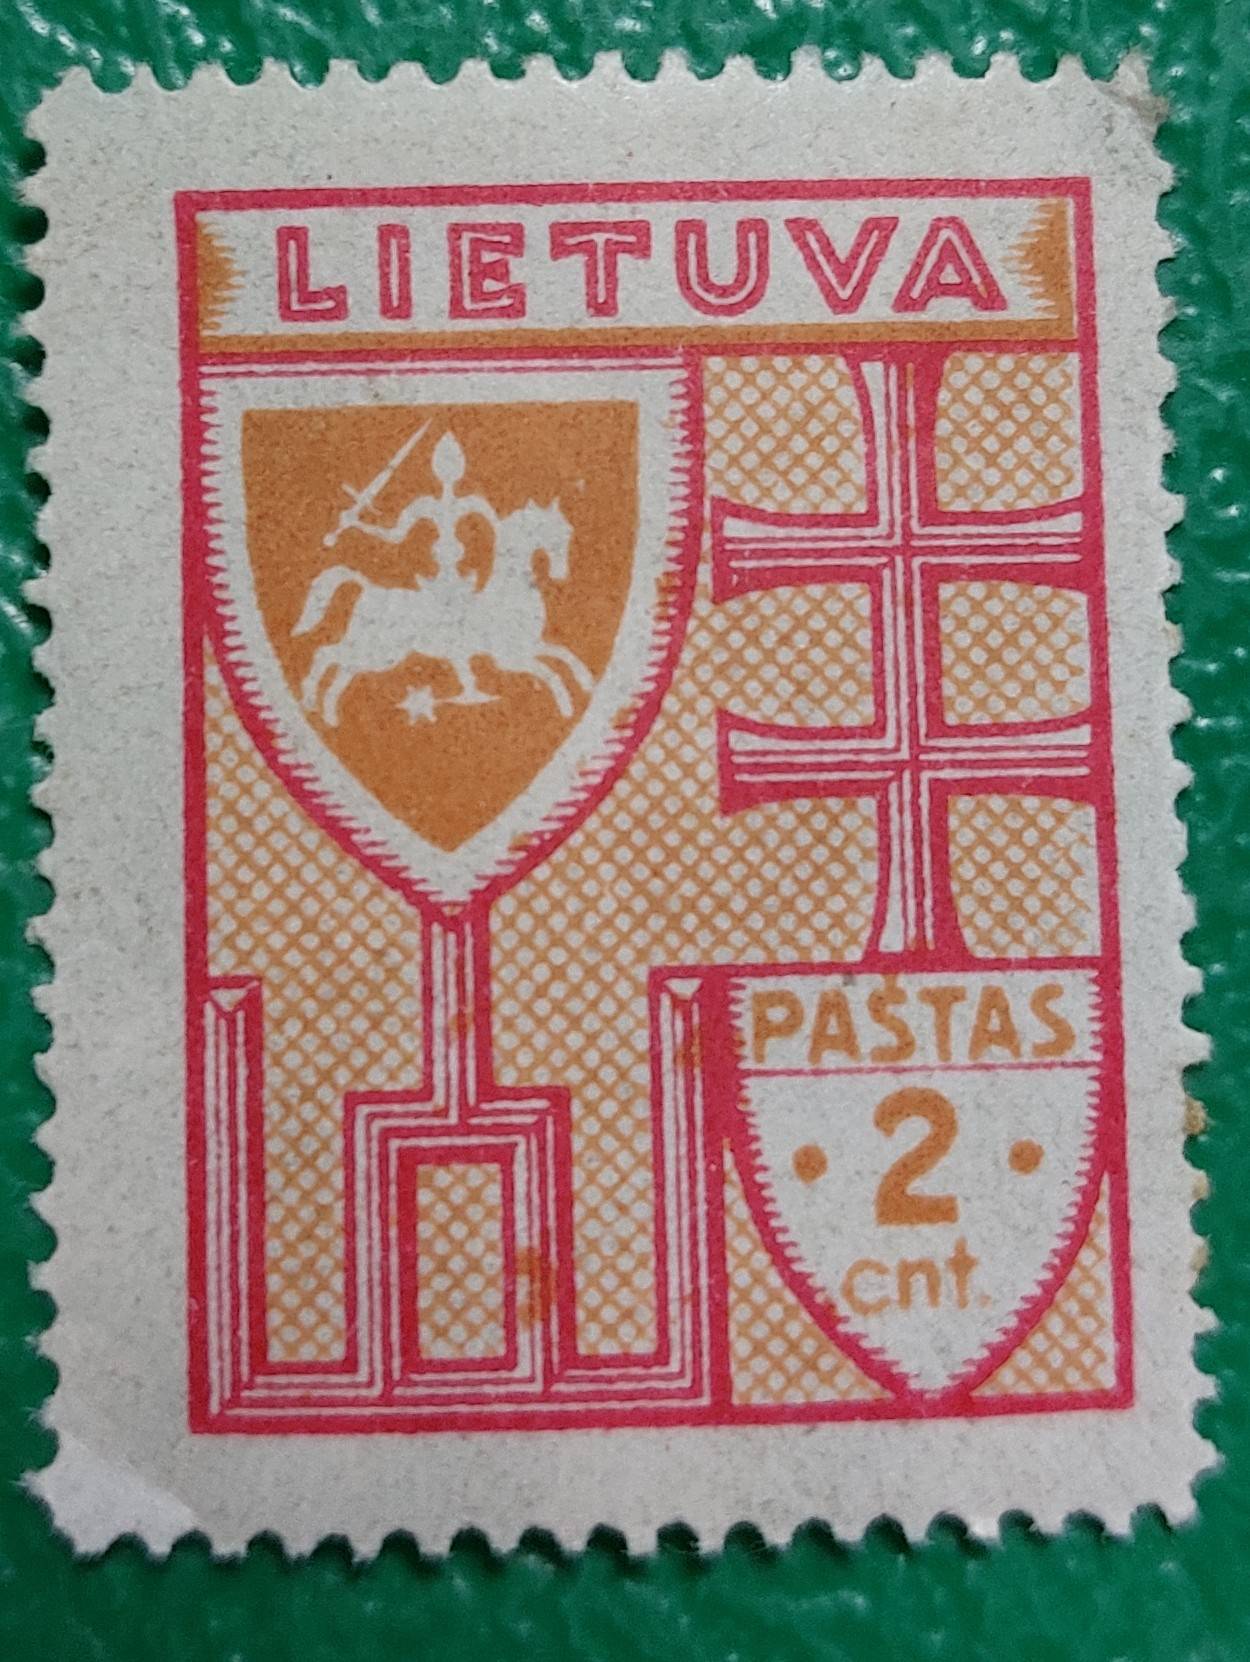 LIETUVA
PAŠTAS
• 2 •
cnt.